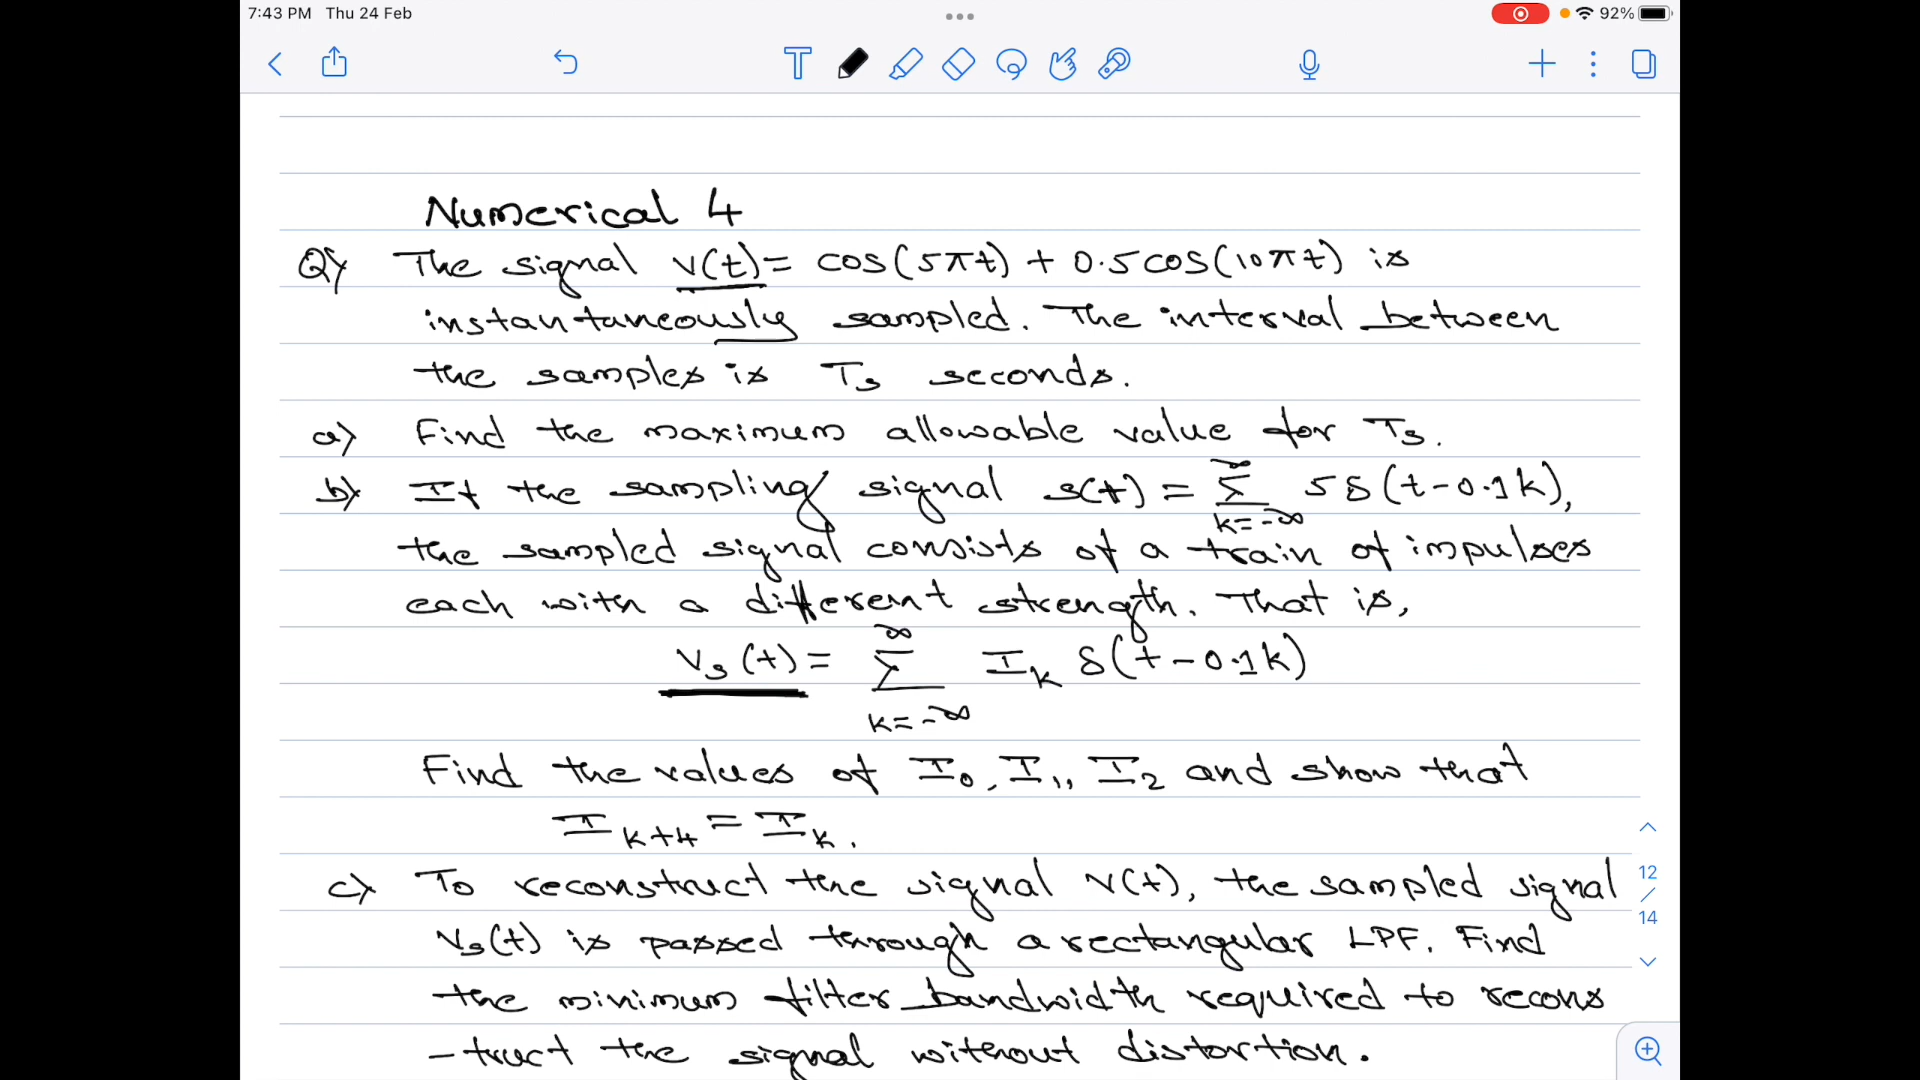 7:43 PM Thu 24 Feb 92%
Numerical 4
Q) The signal v(t) = cos(5πt) + 0.5cos(10πt) is
instantaneously sampled. The interval between
the samples is Ts seconds.
a) Find the maximum allowable value for Ts.
b) If the sampling signal s(t) = ∞Σk=-∞ 5δ(t-0.1k),
the sampled signal consists of a train of impulses
each with a different strength. That is,
Vs(t) = ∞Σk=-∞ Ik δ(t-0.1k)
Find the values of I0, I1, I2 and show that
Ik+4 = Ik.
c) To reconstruct the signal v(t), the sampled signal
Vs(t) is passed through a rectangular LPF. Find
the minimum filter bandwidth required to recons
-truct the signal without distortion.
12
/
14